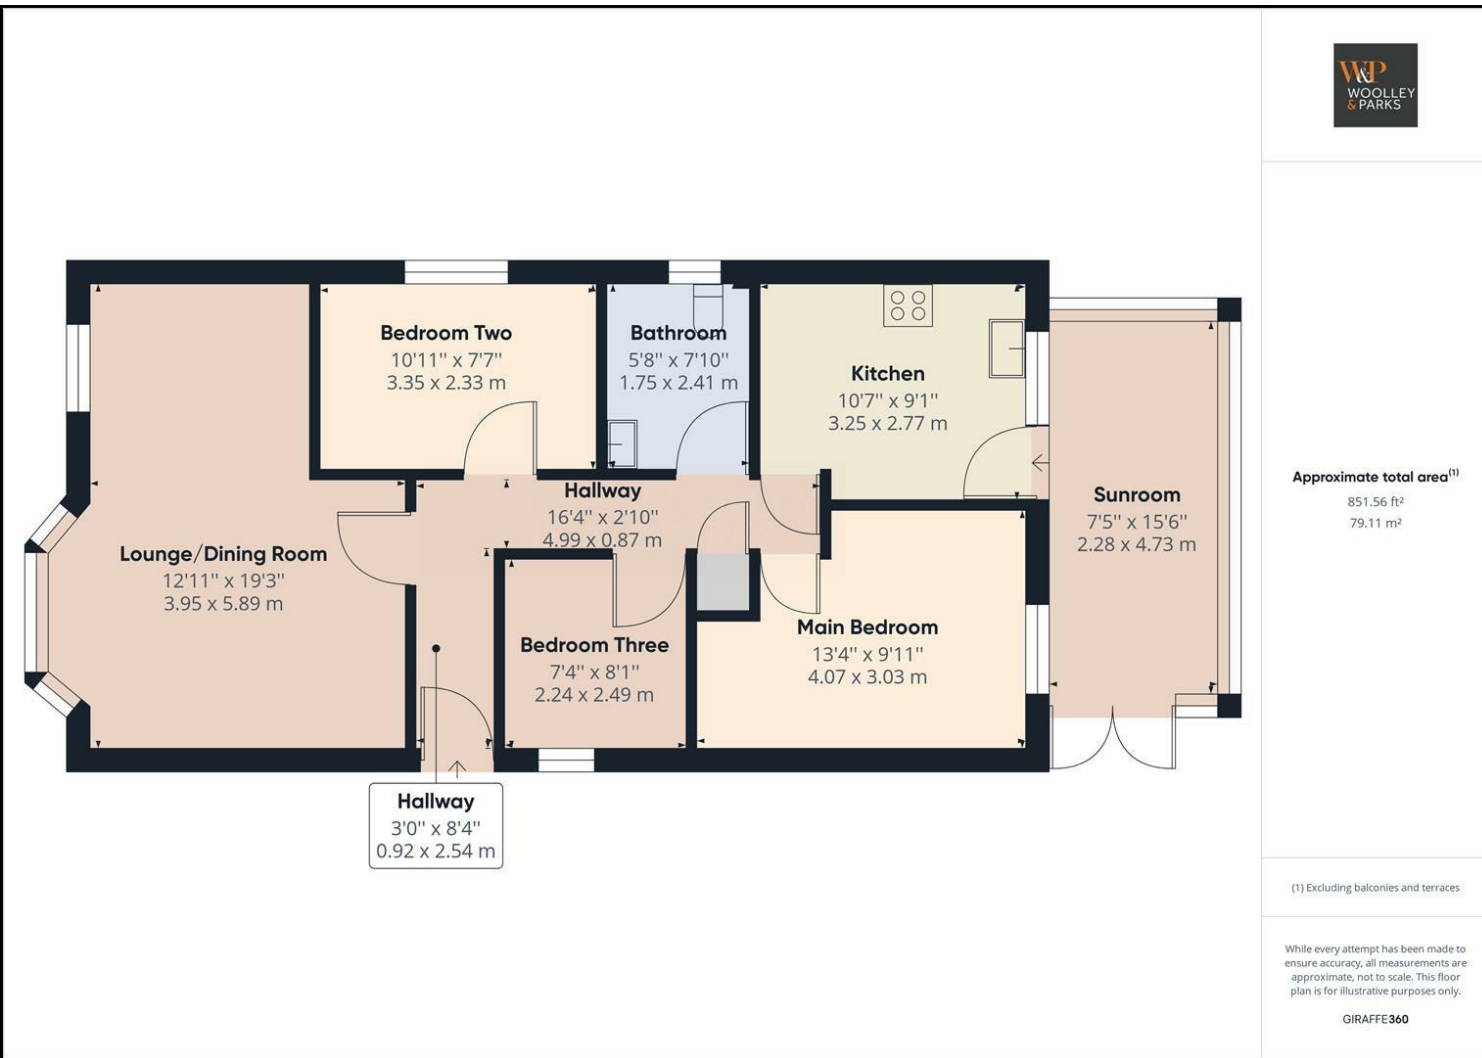 W&P
WOOLLEY
& PARKS
Bedroom Two
10'11" x 7'7"
3.35 x 2.33 m
Bathroom
5'8" x 7'10"
1.75 x 2.41 m
Kitchen
10'7" x 9'1"
3.25 x 2.77 m
Hallway
16'4" x 2'10"
4.99 x 0.87 m
Sunroom
7'5" x 15'6"
2.28 x 4.73 m
Lounge/Dining Room
12'11" x 19'3"
3.95 x 5.89 m
Bedroom Three
7'4" x 8'1"
2.24 x 2.49 m
Main Bedroom
13'4" x 9'11"
4.07 x 3.03 m
Hallway
3'0" x 8'4"
0.92 x 2.54 m
Approximate total area(1)
851.56 ft²
79.11 m²
(1) Excluding balconies and terraces
While every attempt has been made to
ensure accuracy, all measurements are
approximate, not to scale. This floor
plan is for illustrative purposes only.
GIRAFFE360